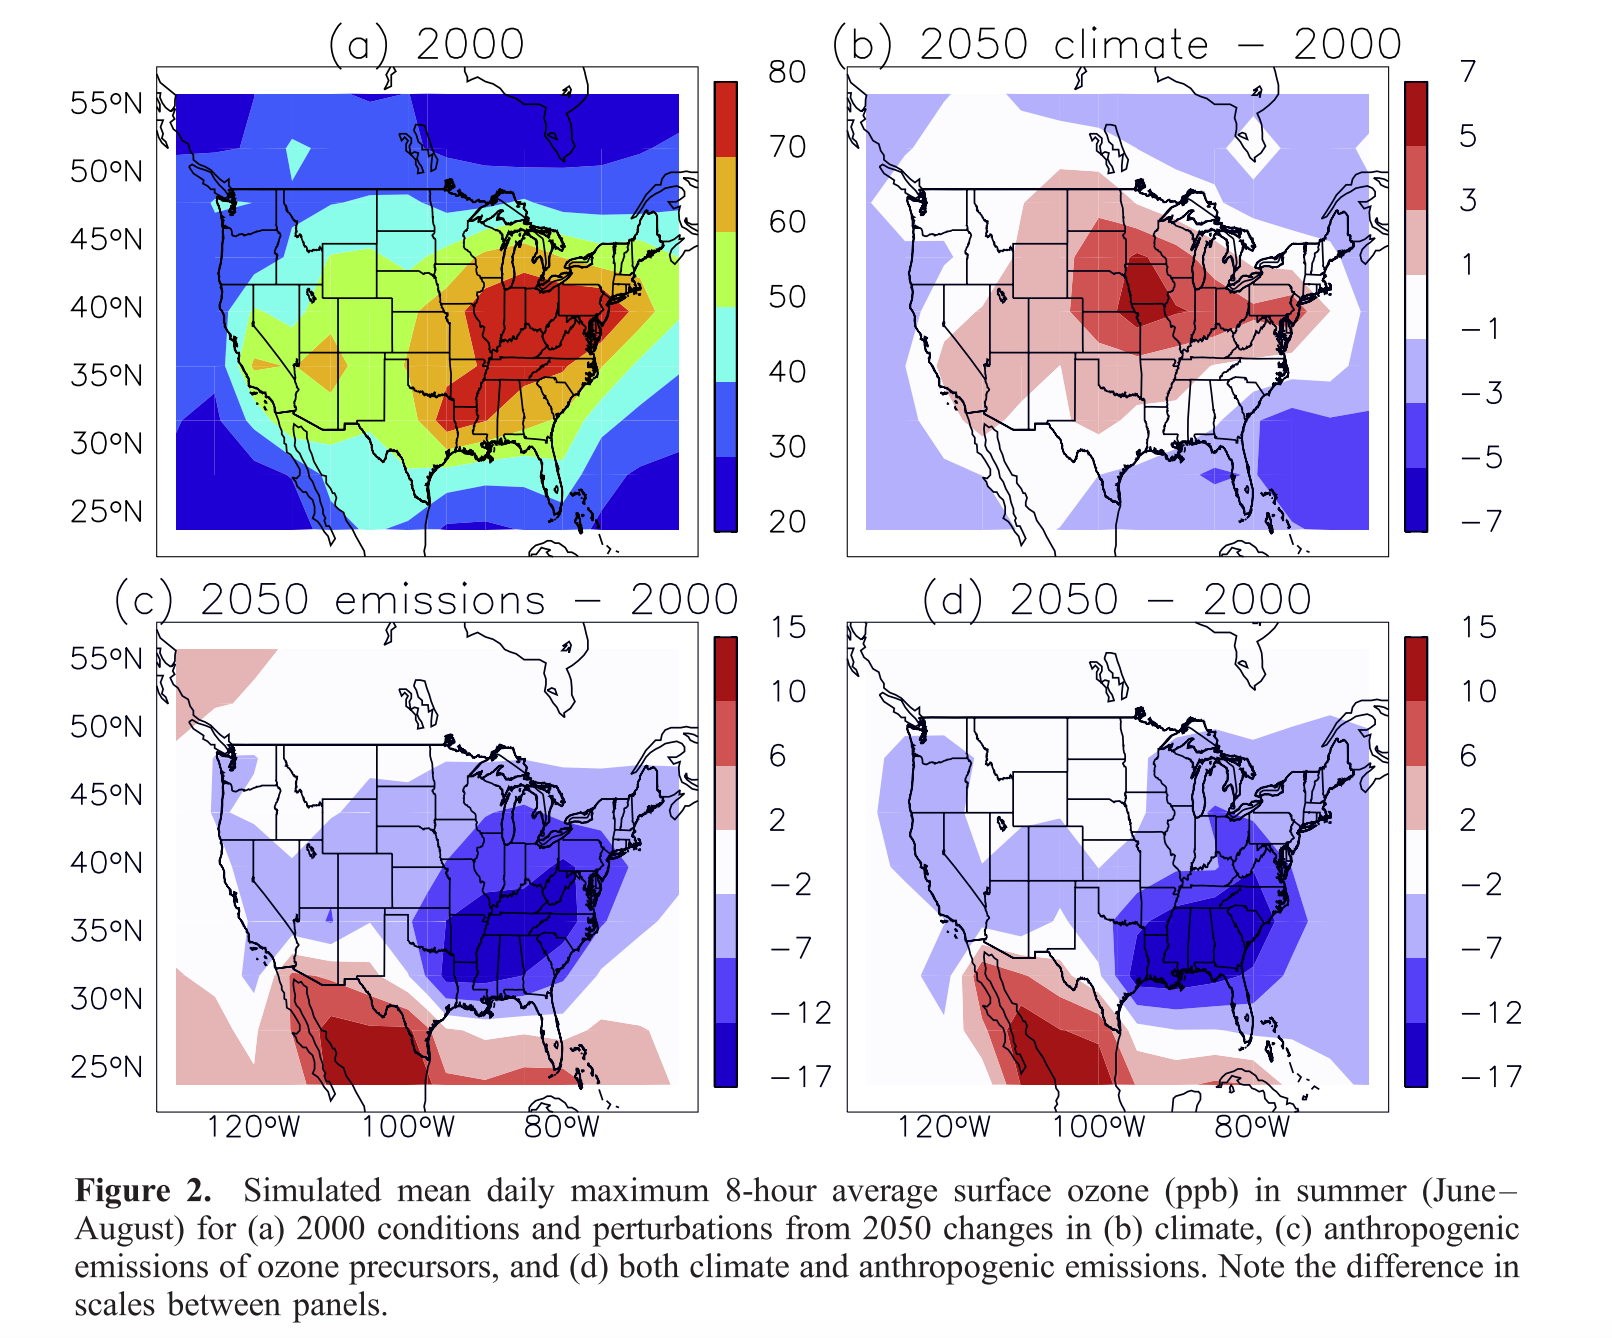 (a) 2000
(b) 2050 climate − 2000
55°N
50°N
45°N
40°N
35°N
30°N
25°N
80
70
60
50
40
30
20
7
5
3
1
−1
−3
−5
−7
(c) 2050 emissions − 2000
(d) 2050 − 2000
55°N
50°N
45°N
40°N
35°N
30°N
25°N
15
10
6
2
−2
−7
−12
−17
15
10
6
2
−2
−7
−12
−17
120°W 100°W 80°W
120°W 100°W 80°W
Figure 2. Simulated mean daily maximum 8-hour average surface ozone (ppb) in summer (June–
August) for (a) 2000 conditions and perturbations from 2050 changes in (b) climate, (c) anthropogenic
emissions of ozone precursors, and (d) both climate and anthropogenic emissions. Note the difference in
scales between panels.